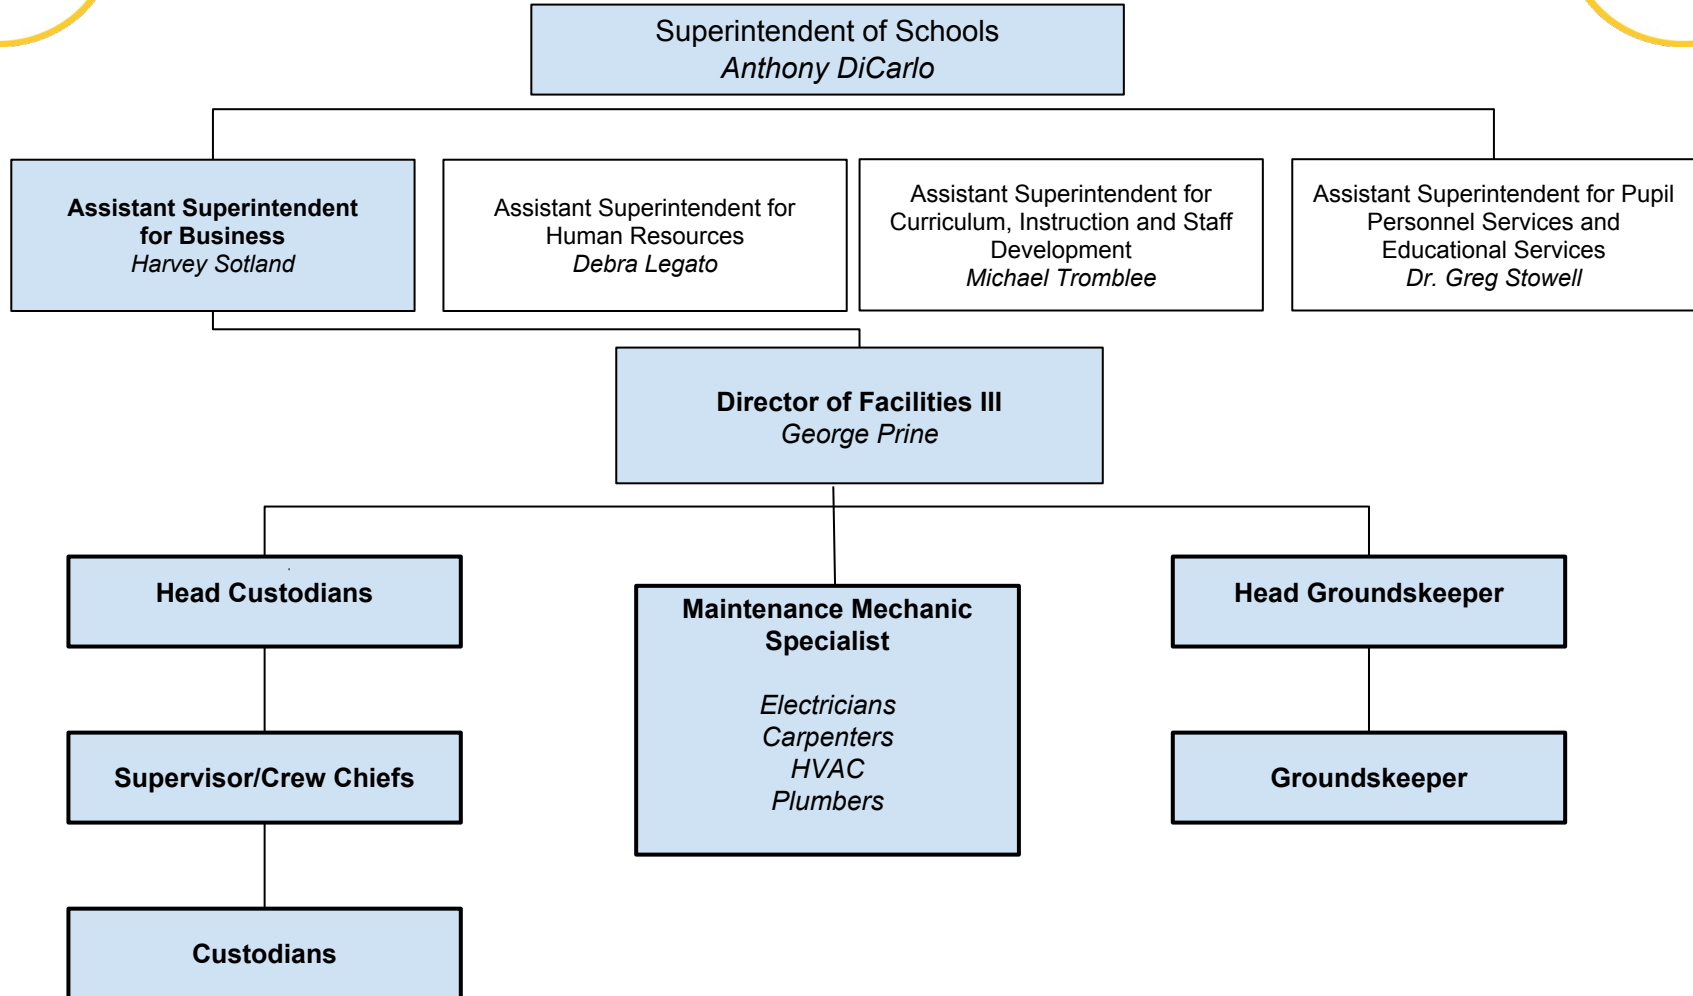 Superintendent of Schools
Anthony DiCarlo
Assistant Superintendent
for Business
Harvey Sotland
Assistant Superintendent for
Human Resources
Debra Legato
Assistant Superintendent for
Curriculum, Instruction and Staff
Development
Michael Tromblee
Assistant Superintendent for Pupil
Personnel Services and
Educational Services
Dr. Greg Stowell
Director of Facilities III
George Prine
Head Custodians
Maintenance Mechanic
Specialist
Electricians
Carpenters
HVAC
Plumbers
Head Groundskeeper
Supervisor/Crew Chiefs
Groundskeeper
Custodians